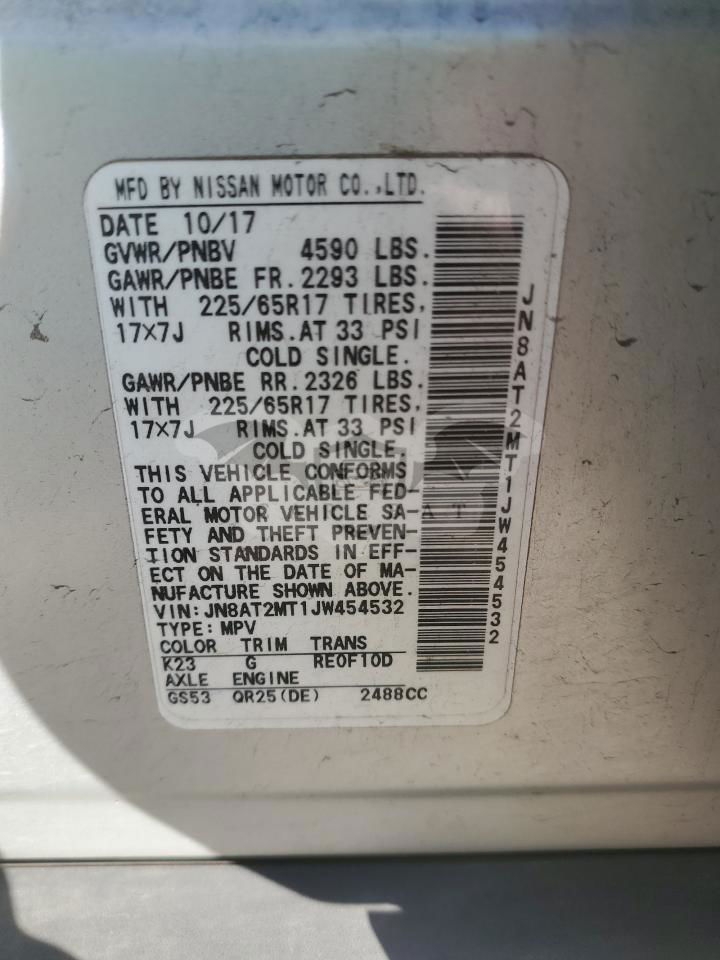 MFD BY NISSAN MOTOR CO.,LTD.
DATE 10/17
GVWR/PNBV 4590 LBS.
GAWR/PNBE FR.2293 LBS.
WITH 225/65R17 TIRES,
17X7J RIMS.AT 33 PSI
COLD SINGLE.
GAWR/PNBE RR.2326 LBS.
WITH 225/65R17 TIRES,
17X7J RIMS.AT 33 PSI
COLD SINGLE.
THIS VEHICLE CONFORMS
TO ALL APPLICABLE FED-
ERAL MOTOR VEHICLE SA-
FETY AND THEFT PREVEN-
TION STANDARDS IN EFF-
ECT ON THE DATE OF MA-
NUFACTURE SHOWN ABOVE.
VIN:JN8AT2MT1JW454532
TYPE:MPV
COLOR TRIM TRANS
K23 G RE0F10D
AXLE ENGINE
GS53 QR25(DE) 2488CC
JN8AT2MT1JW454532